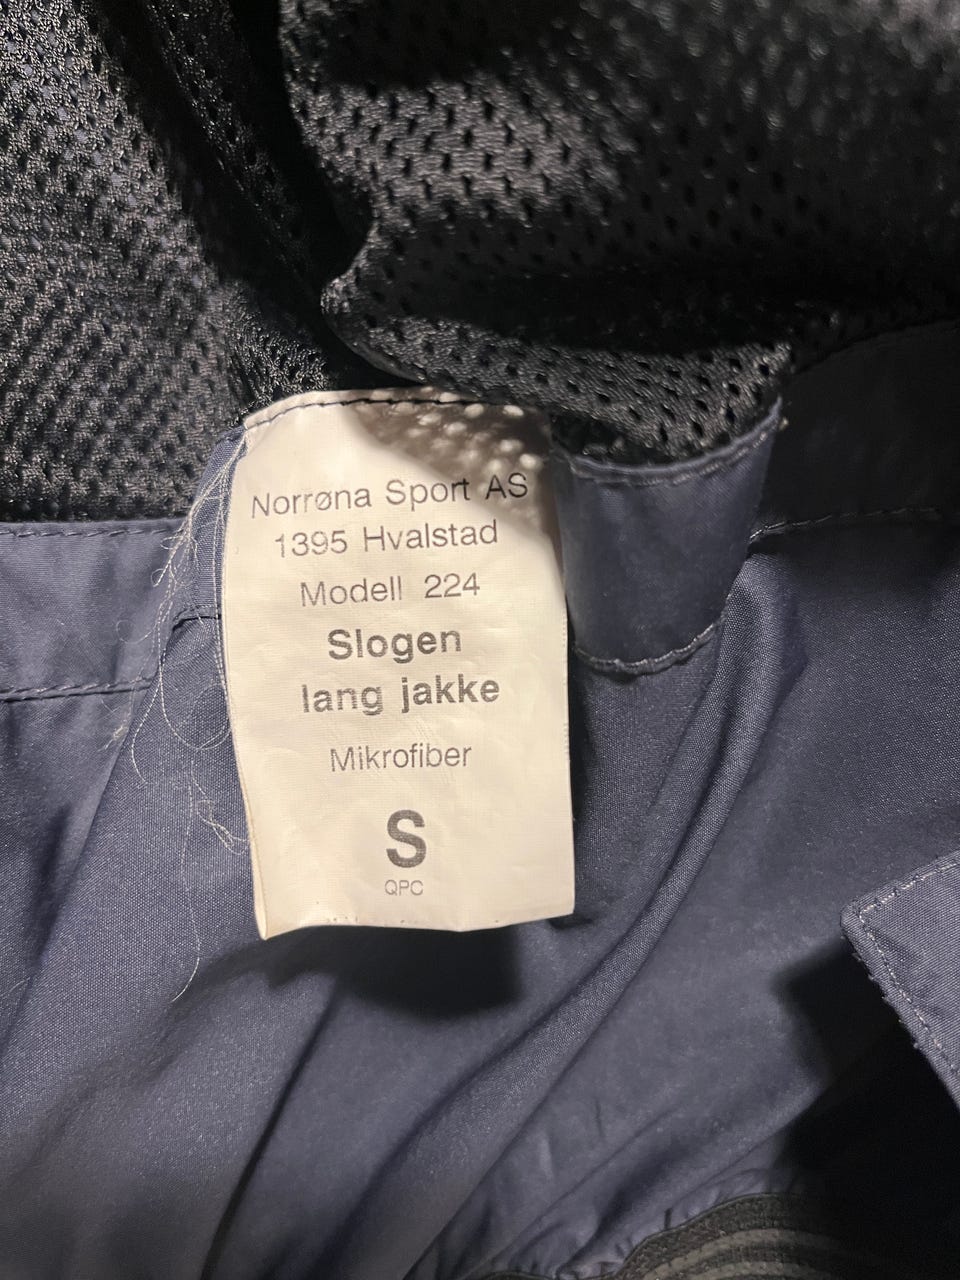 Norrøna Sport AS
1395 Hvalstad
Modell 224
Slogen
lang jakke
Mikrofiber
S
QPC